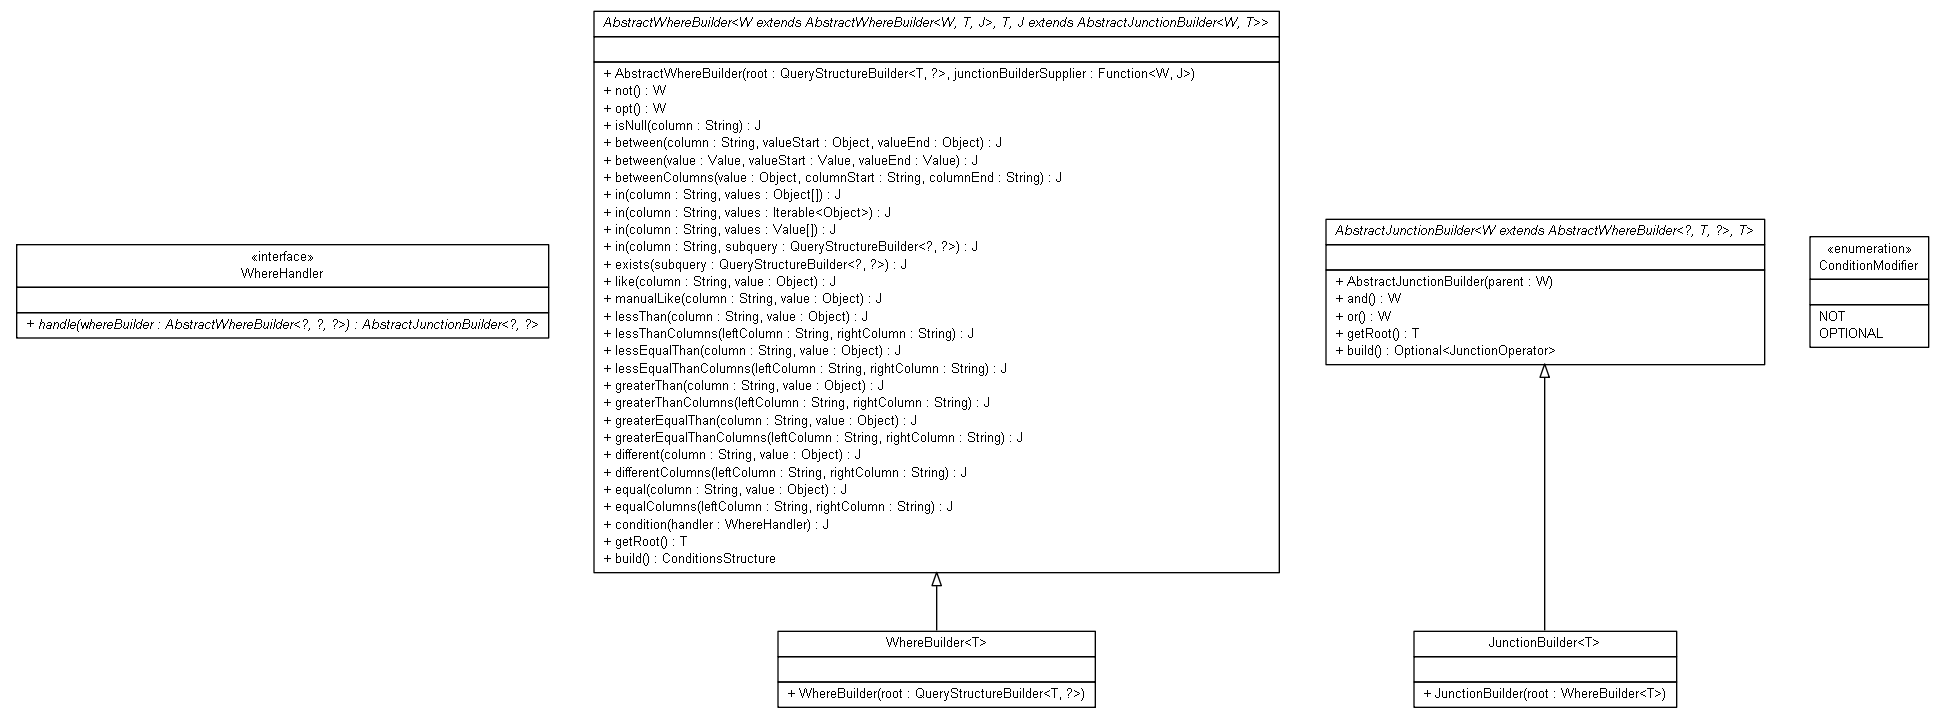 «interface»
WhereHandler
+ handle(whereBuilder : AbstractWhereBuilder<?, ?, ?>) : AbstractJunctionBuilder<?, ?>
AbstractWhereBuilder<W extends AbstractWhereBuilder<W, T, J>, T, J extends AbstractJunctionBuilder<W, T>>
+ AbstractWhereBuilder(root : QueryStructureBuilder<T, ?>, junctionBuilderSupplier : Function<W, J>)
+ not() : W
+ opt() : W
+ isNull(column : String) : J
+ between(column : String, valueStart : Object, valueEnd : Object) : J
+ between(value : Value, valueStart : Value, valueEnd : Value) : J
+ betweenColumns(value : Object, columnStart : String, columnEnd : String) : J
+ in(column : String, values : Object[]) : J
+ in(column : String, values : Iterable<Object>) : J
+ in(column : String, values : Value[]) : J
+ in(column : String, subquery : QueryStructureBuilder<?, ?>) : J
+ exists(subquery : QueryStructureBuilder<?, ?>) : J
+ like(column : String, value : Object) : J
+ manualLike(column : String, value : Object) : J
+ lessThan(column : String, value : Object) : J
+ lessThanColumns(leftColumn : String, rightColumn : String) : J
+ lessEqualThan(column : String, value : Object) : J
+ lessEqualThanColumns(leftColumn : String, rightColumn : String) : J
+ greaterThan(column : String, value : Object) : J
+ greaterThanColumns(leftColumn : String, rightColumn : String) : J
+ greaterEqualThan(column : String, value : Object) : J
+ greaterEqualThanColumns(leftColumn : String, rightColumn : String) : J
+ different(column : String, value : Object) : J
+ differentColumns(leftColumn : String, rightColumn : String) : J
+ equal(column : String, value : Object) : J
+ equalColumns(leftColumn : String, rightColumn : String) : J
+ condition(handler : WhereHandler) : J
+ getRoot() : T
+ build() : ConditionsStructure
AbstractJunctionBuilder<W extends AbstractWhereBuilder<?, T, ?>, T>
+ AbstractJunctionBuilder(parent : W)
+ and() : W
+ or() : W
+ getRoot() : T
+ build() : Optional<JunctionOperator>
«enumeration»
ConditionModifier
NOT
OPTIONAL
WhereBuilder<T>
+ WhereBuilder(root : QueryStructureBuilder<T, ?>)
JunctionBuilder<T>
+ JunctionBuilder(root : WhereBuilder<T>)